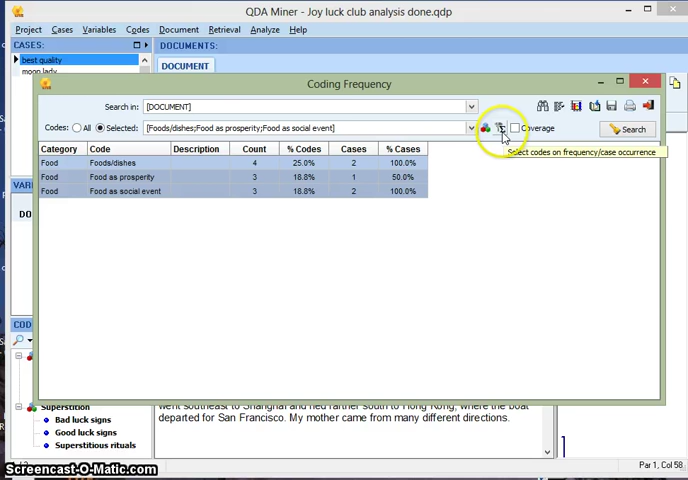 QDA Miner - Joy luck club analysis done.qdp
Project Cases Variables Codes Document Retrieval Analyze Help
CASES:
DOCUMENTS:
best quality
moon lady
DOCUMENT
Coding Frequency
Search in: [DOCUMENT]
Codes: All Selected: [Foods/dishes;Food as prosperity;Food as social event] Coverage Search
Select codes on frequency/case occurrence
Category Code Description Count % Codes Cases % Cases
Food Foods/dishes 4 25.0% 2 100.0%
Food Food as prosperity 3 18.8% 1 50.0%
Food Food as social event 3 18.8% 2 100.0%
VARI
DO
COD
went southeast to Shanghai and fled farther south to Hong Kong, where the boat
departed for San Francisco. My mother came from many different directions.
Superstition
Bad luck signs
Good luck signs
Superstitious rituals
Par 1, Col 58
Screencast-O-Matic.com